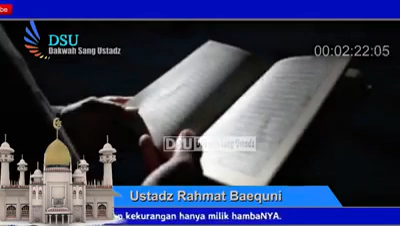 DSU
Dakwah Sang Ustadz
00:02:22:05
DSU
Ustadz Rahmat Baequni
kekurangan hanya milik hambaNYA.